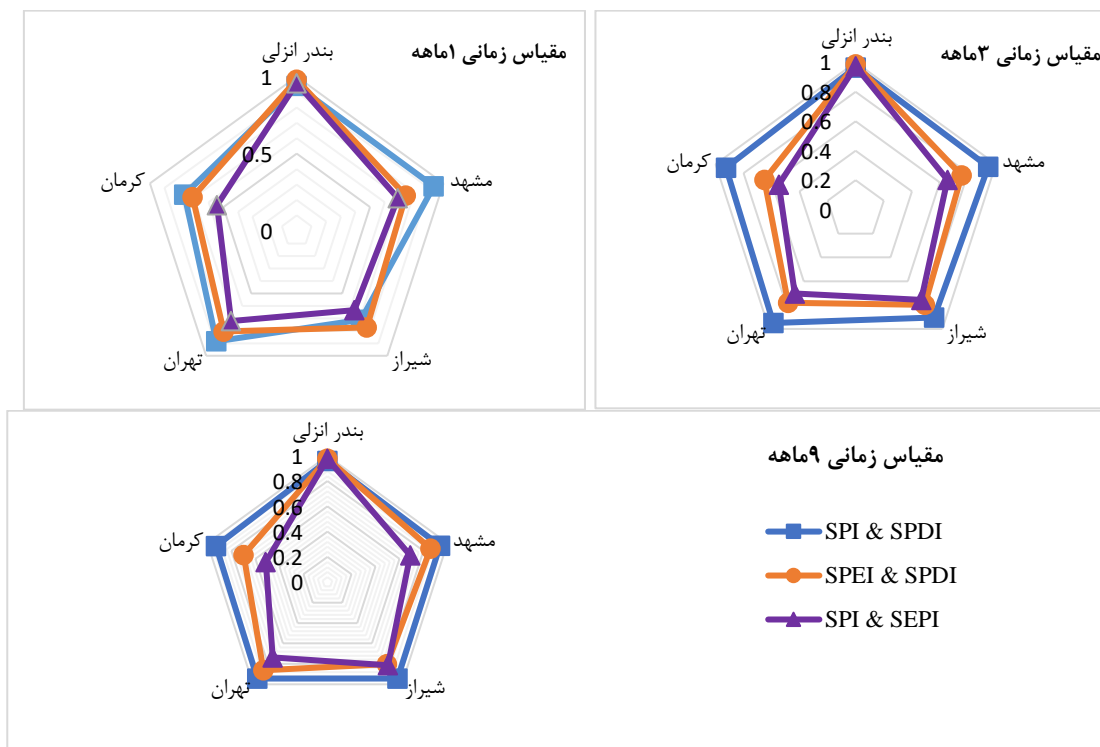 مقیاس زمانی ۱ماهه
بندر انزلی
1
0.5
0
مشهد
شیراز
تهران
کرمان
مقیاس زمانی ۳ماهه
بندر انزلی
1
0.8
0.6
0.4
0.2
0
مشهد
شیراز
تهران
کرمان
مقیاس زمانی ۹ماهه
بندر انزلی
1
0.8
0.6
0.4
0.2
0
مشهد
شیراز
تهران
کرمان
SPI & SPDI
SPEI & SPDI
SPI & SEPI